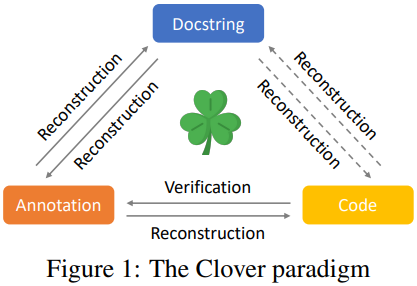 Docstring
Reconstruction
Reconstruction
Reconstruction
Reconstruction
Annotation
Verification
Reconstruction
Code
Figure 1: The Clover paradigm